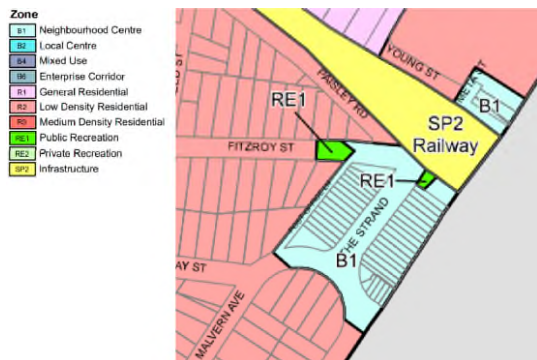 Zone
B1 Neighbourhood Centre
B2 Local Centre
B4 Mixed Use
B6 Enterprise Corridor
R1 General Residential
R2 Low Density Residential
R3 Medium Density Residential
RE1 Public Recreation
RE2 Private Recreation
SP2 Infrastructure
YOUNG ST
PAISLEY RD
RE1
B1
SP2
Railway
FITZROY ST
RE1
THE STRAND
B1
AY ST
MALVERN AVE